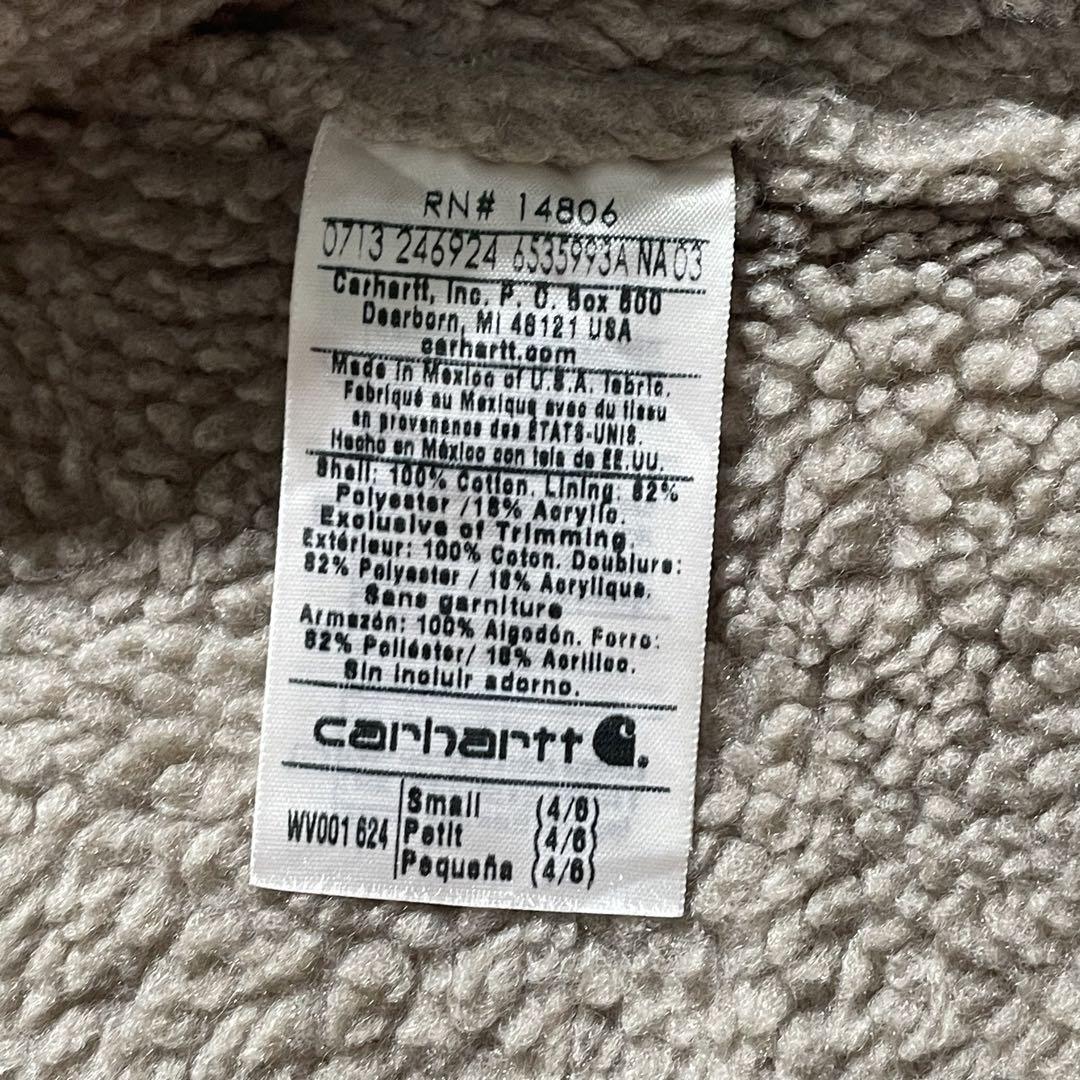 RN# 14806
0713 246924 6535993A NA 03
Carhartt, Inc. P. O. Box 600
Dearborn, MI 48121 USA
carhartt.com
Made in Mexico of U.S.A. fabric.
Fabriqué au Mexique avec du tissu
en provenance des ÉTATS-UNIS.
Hecho en México con tela de EE.UU.
Shell: 100% Cotton. Lining: 82%
Polyester /18% Acrylic.
Exclusive of Trimming.
Extérieur: 100% Coton. Doublure:
82% Polyester / 18% Acrylique.
Sans garniture
Armazón: 100% Algodón. Forro:
82% Poliéster/ 18% Acrílico.
Sin incluir adorno.
carhartt
WV001 624
Small (4/6)
Petit (4/6)
Pequeña (4/6)